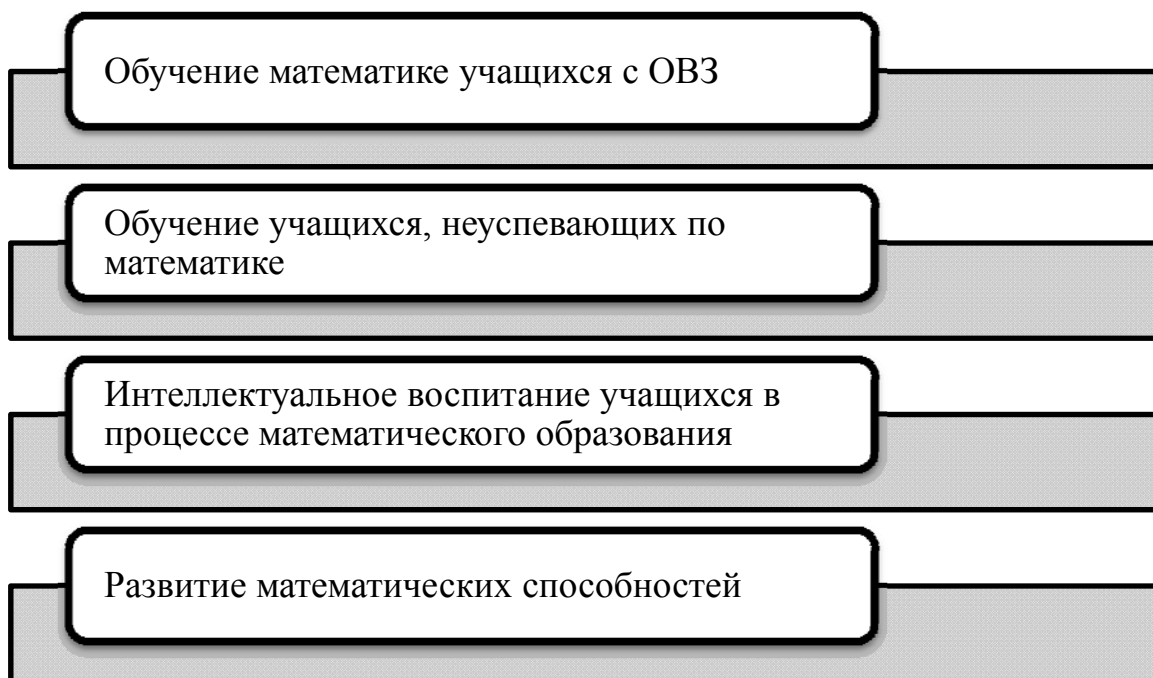 Обучение математике учащихся с ОВЗ
Обучение учащихся, неуспевающих по
математике
Интеллектуальное воспитание учащихся в
процессе математического образования
Развитие математических способностей